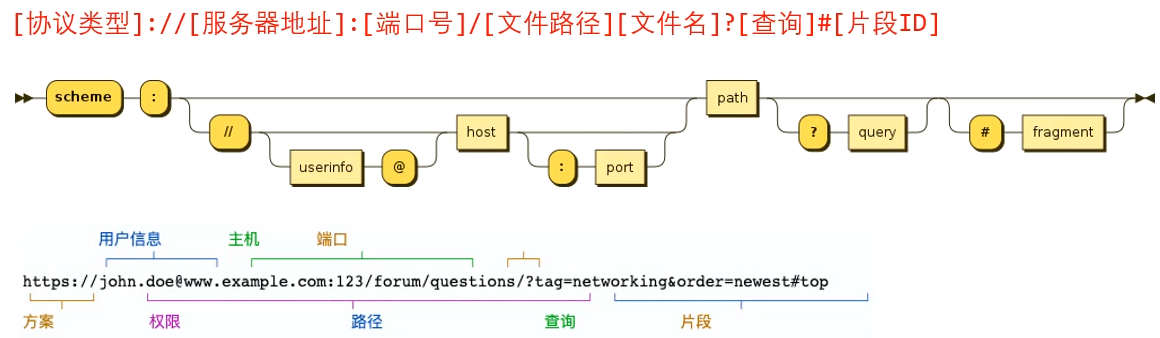 [协议类型]://[服务器地址]:[端口号]/[文件路径][文件名]?[查询]#[片段ID]
scheme : path
// host ? query # fragment
userinfo @ : port
用户信息 主机 端口
https://john.doe@www.example.com:123/forum/questions/?tag=networking&order=newest#top
方案 权限 路径 查询 片段